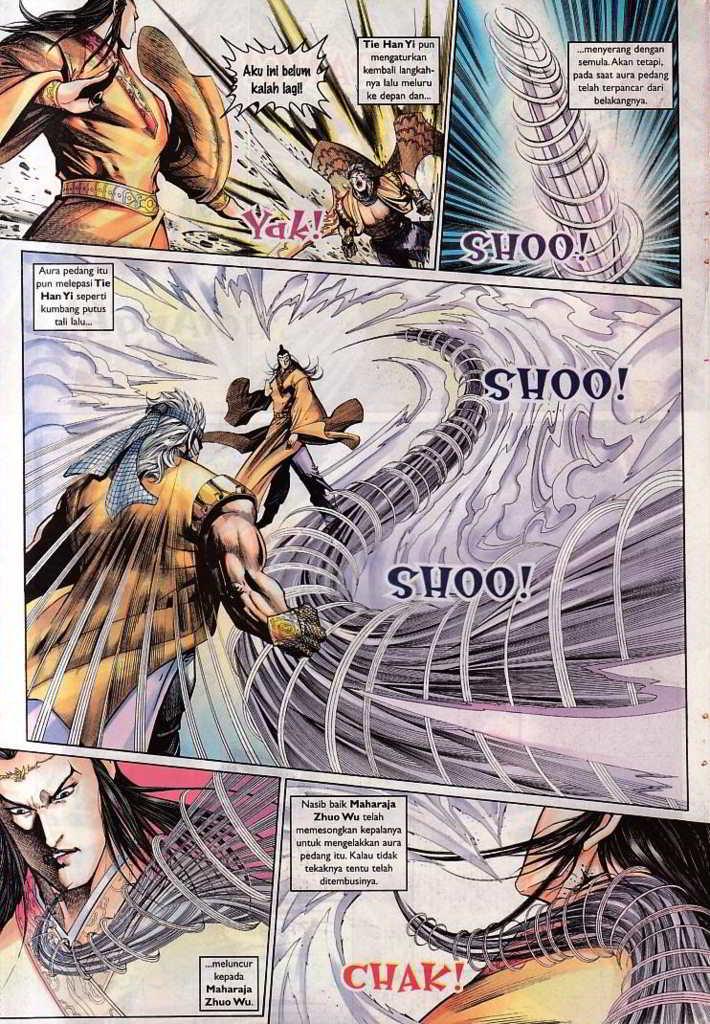 Aku ini belum
kalah lagi!
Tie Han Yi pun
mengaturkan
kembali langkah-
nya lalu meluru
ke depan dan...
Yak!
...menyerang dengan
semula. Akan tetapi,
pada saat aura pedang
telah terpancar dari
belakangnya.
SHOO!
Aura pedang itu
pun melepasi Tie
Han Yi seperti
kumbang putus
tali lalu...
SHOO!
SHOO!
...meluncur
kepada
Maharaja
Zhuo Wu.
Nasib baik Maharaja
Zhuo Wu telah
memesongkan kepalanya
untuk mengelakkan aura
pedang itu. Kalau tidak
tekaknya tentu telah
ditembusinya.
CHAK!